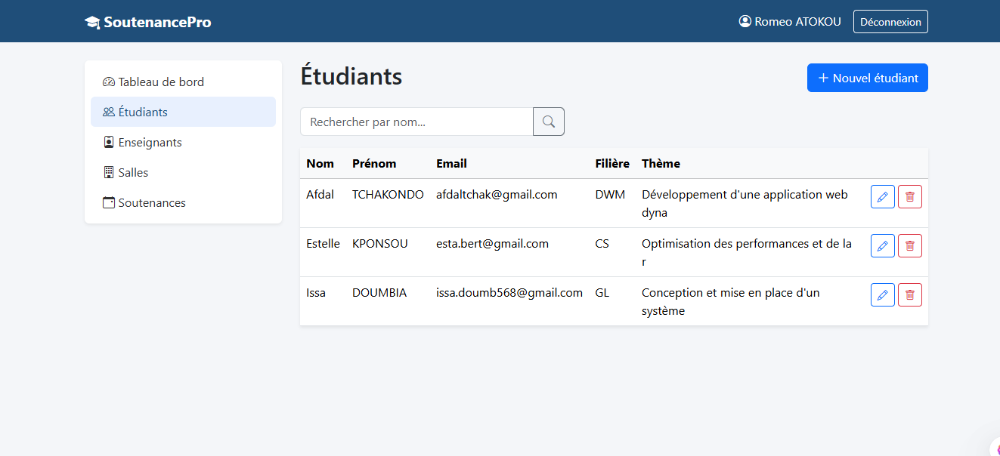 SoutenancePro
Romeo ATOKOU
Déconnexion
Tableau de bord
Étudiants
Enseignants
Salles
Soutenances
Étudiants
Nouvel étudiant
Rechercher par nom...
Nom Prénom Email Filière Thème
Afdal TCHAKONDO afdaltchak@gmail.com DWM Développement d'une application web
dyna
Estelle KPONSOU esta.bert@gmail.com CS Optimisation des performances et de la
r
Issa DOUMBIA issa.doumb568@gmail.com GL Conception et mise en place d'un
système